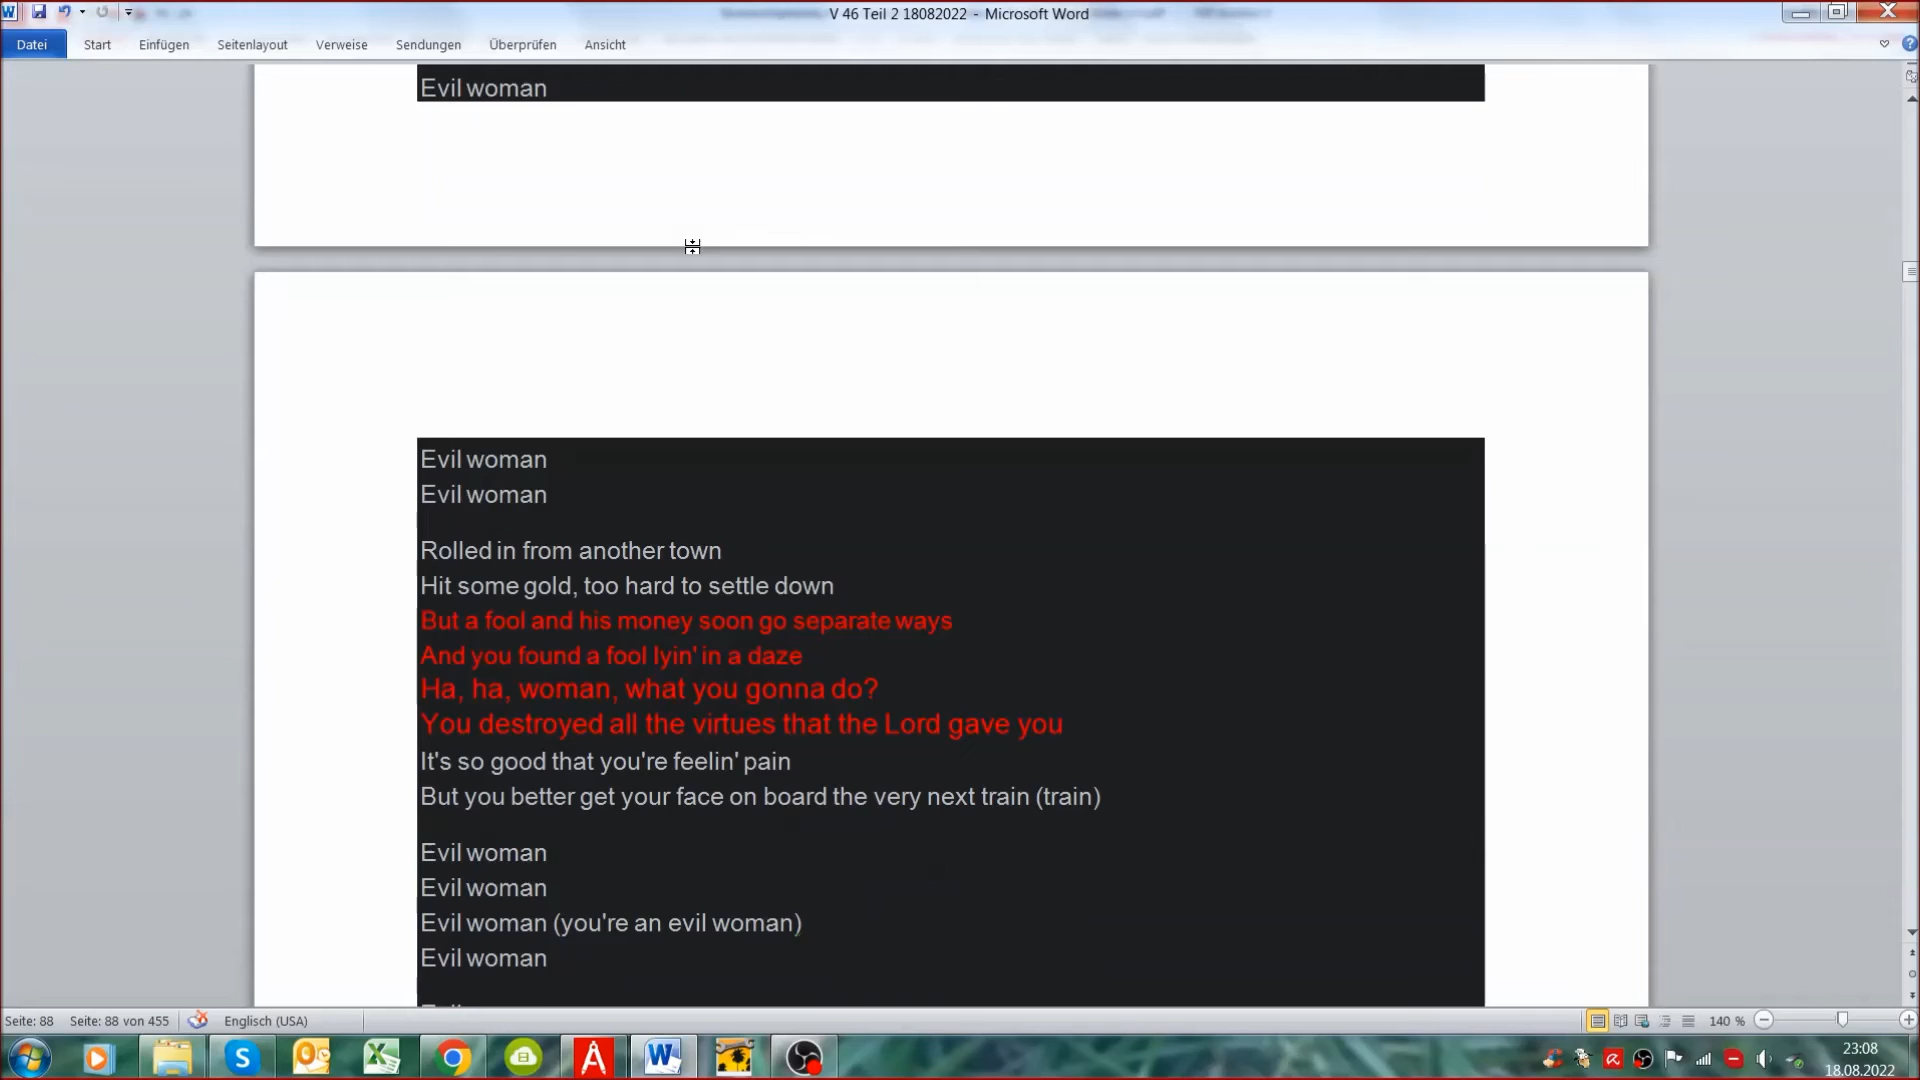 V 46 Teil 2 18082022 - Microsoft Word
Datei Start Einfügen Seitenlayout Verweise Sendungen Überprüfen Ansicht
Evil woman
Evil woman
Evil woman
Rolled in from another town
Hit some gold, too hard to settle down
But a fool and his money soon go separate ways
And you found a fool lyin' in a daze
Ha, ha, woman, what you gonna do?
You destroyed all the virtues that the Lord gave you
It's so good that you're feelin' pain
But you better get your face on board the very next train (train)
Evil woman
Evil woman
Evil woman (you're an evil woman)
Evil woman
Seite: 88 Seite: 88 von 455 Englisch (USA) 140 %
23:08
18.08.2022